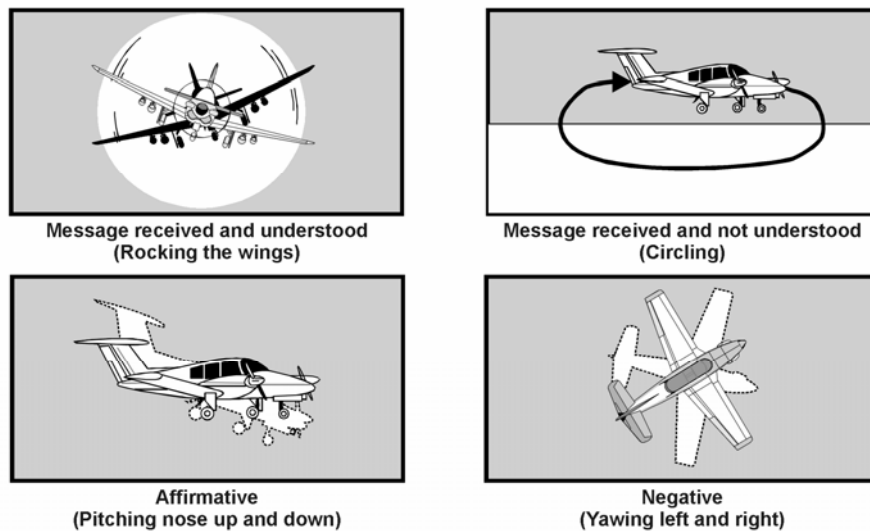 Message received and understood
(Rocking the wings)
Message received and not understood
(Circling)
Affirmative
(Pitching nose up and down)
Negative
(Yawing left and right)